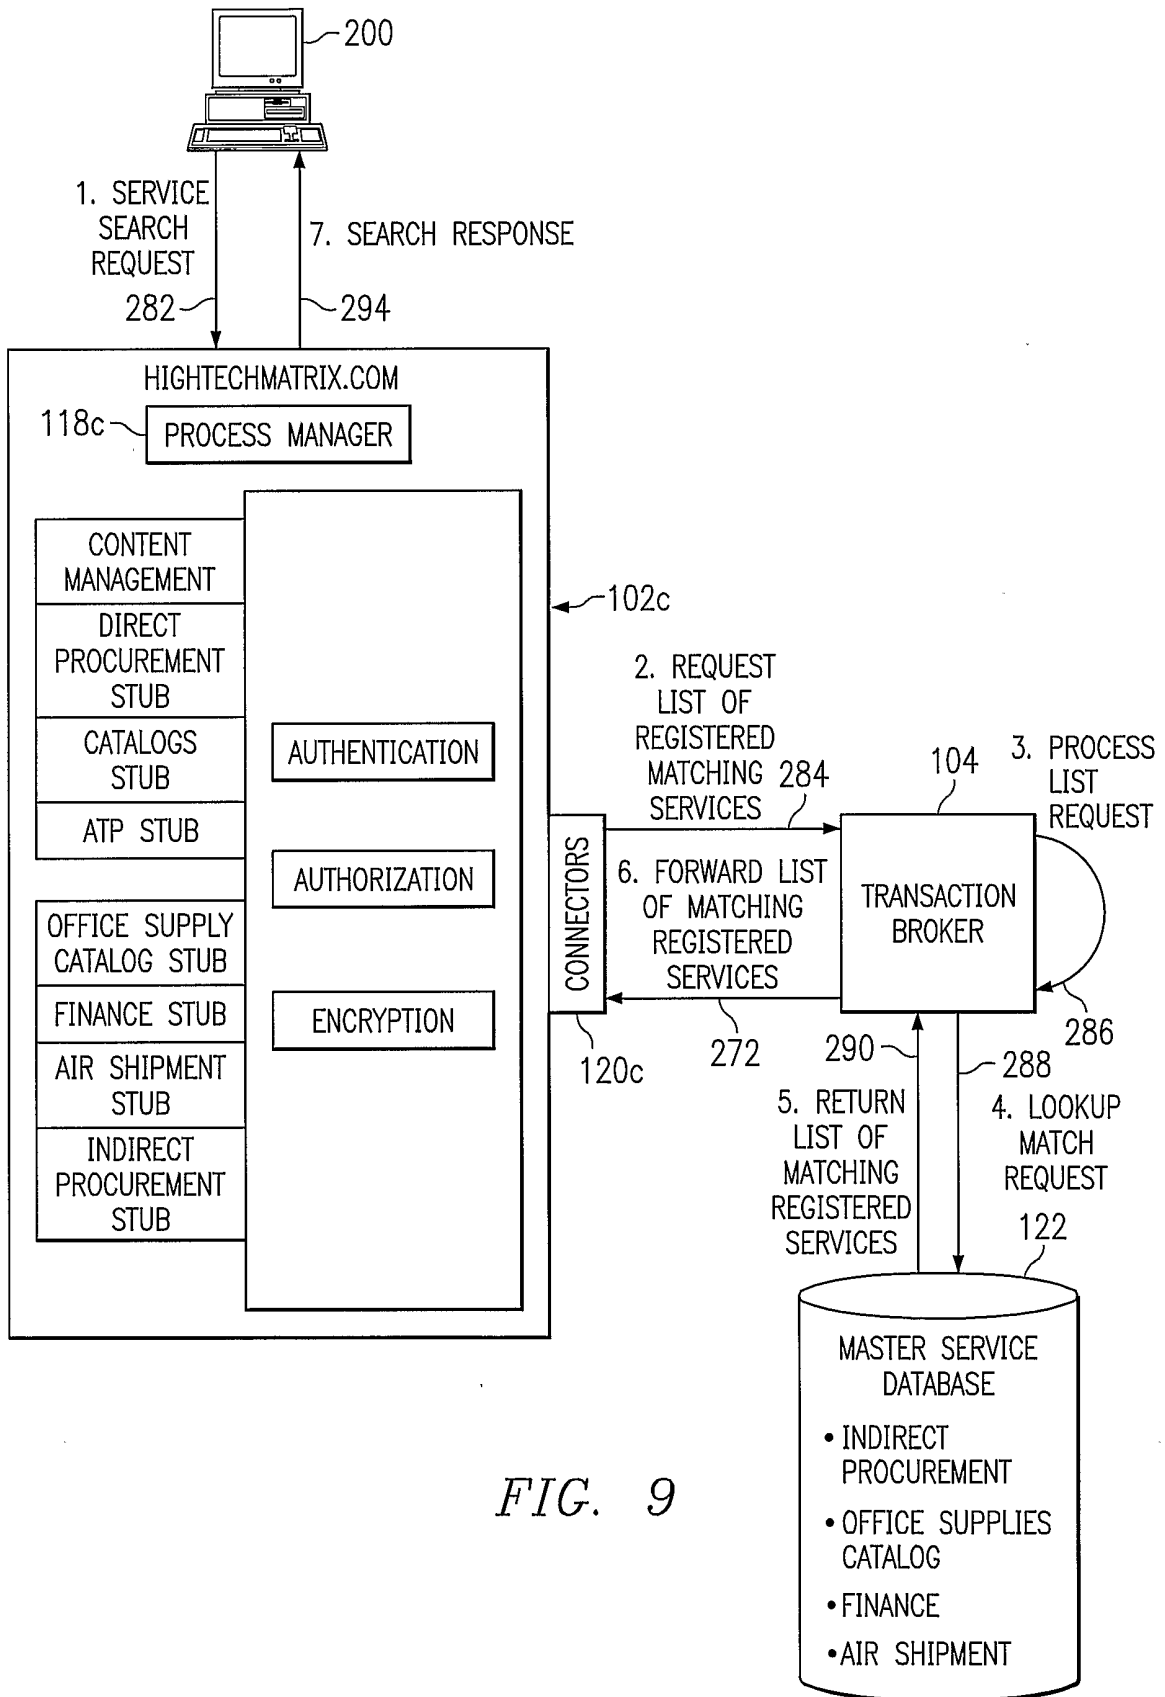 200
1. SERVICE
SEARCH
REQUEST
7. SEARCH RESPONSE
282
294
HIGHTECHMATRIX.COM
118c
PROCESS MANAGER
CONTENT
MANAGEMENT
DIRECT
PROCUREMENT
STUB
CATALOGS
STUB
ATP STUB
OFFICE SUPPLY
CATALOG STUB
FINANCE STUB
AIR SHIPMENT
STUB
INDIRECT
PROCUREMENT
STUB
AUTHENTICATION
AUTHORIZATION
ENCRYPTION
102c
CONNECTORS
120c
2. REQUEST
LIST OF
REGISTERED
MATCHING
SERVICES
284
6. FORWARD LIST
OF MATCHING
REGISTERED
SERVICES
272
104
TRANSACTION
BROKER
3. PROCESS
LIST
REQUEST
286
290
288
5. RETURN
LIST OF
MATCHING
REGISTERED
SERVICES
4. LOOKUP
MATCH
REQUEST
122
MASTER SERVICE
DATABASE
• INDIRECT
PROCUREMENT
• OFFICE SUPPLIES
CATALOG
• FINANCE
• AIR SHIPMENT
FIG. 9